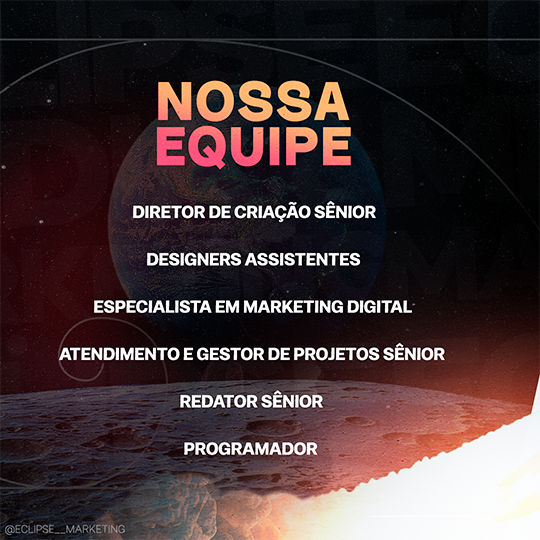 NOSSA
EQUIPE
DIRETOR DE CRIAÇÃO SÊNIOR
DESIGNERS ASSISTENTES
ESPECIALISTA EM MARKETING DIGITAL
ATENDIMENTO E GESTOR DE PROJETOS SÊNIOR
REDATOR SÊNIOR
PROGRAMADOR
@ECLIPSE__MARKETING